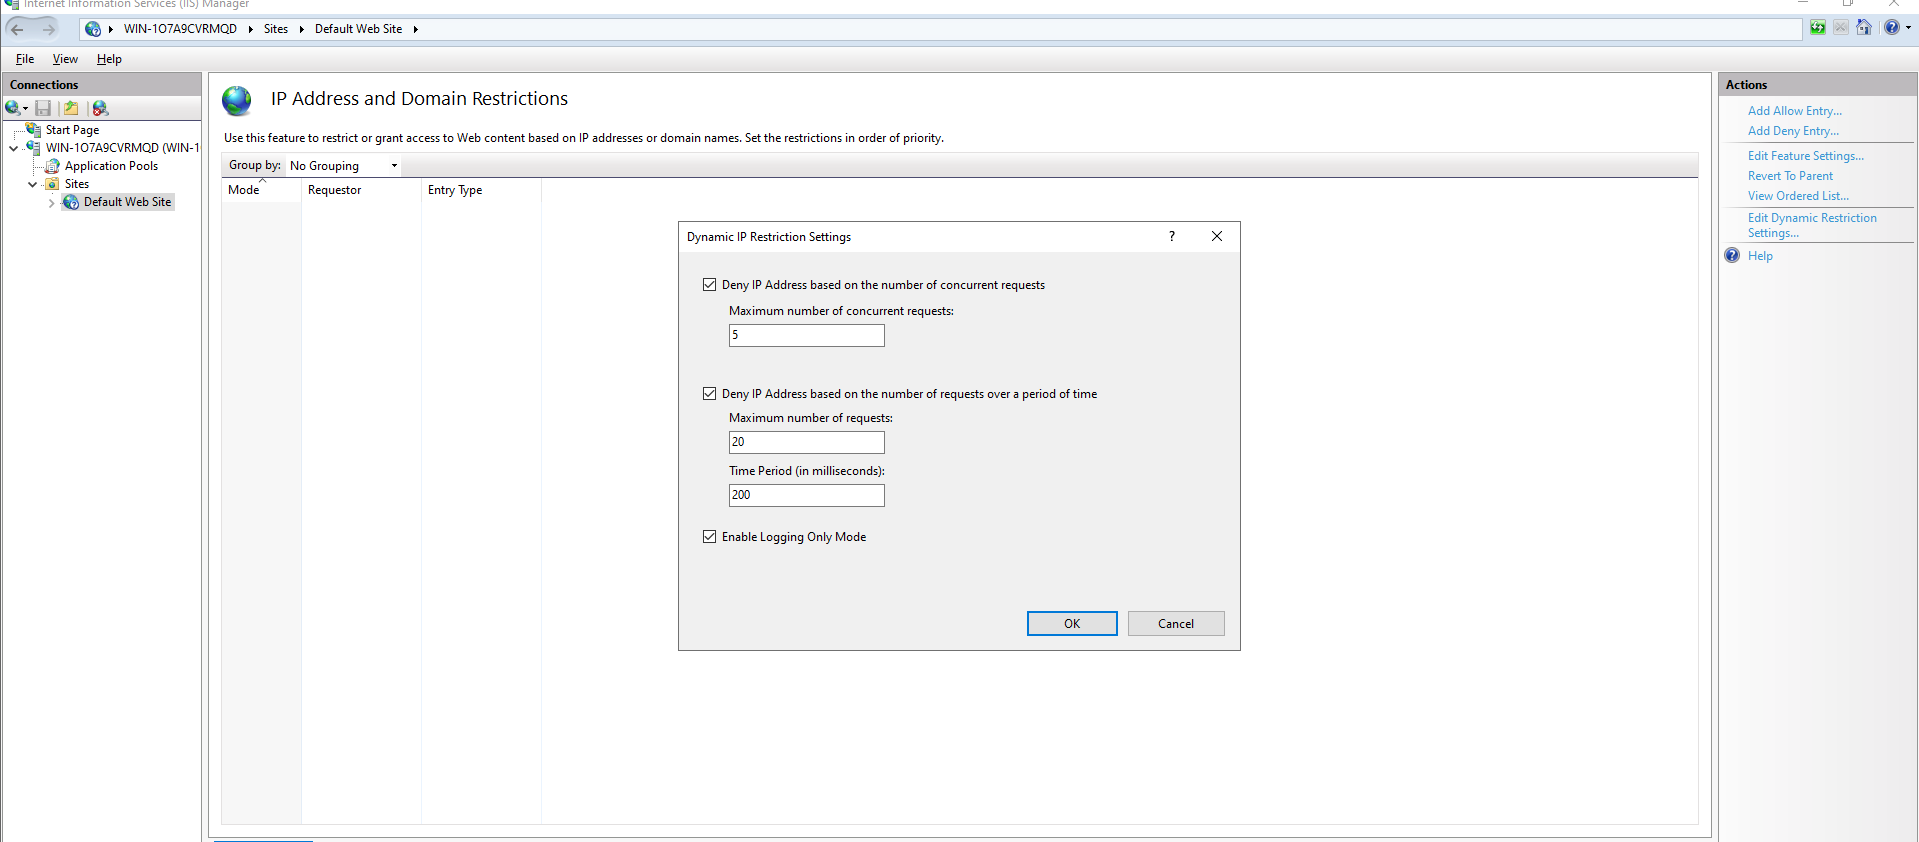 Internet Information Services (IIS) Manager
WIN-1O7A9CVRMQD Sites Default Web Site
File View Help
Connections
Start Page
WIN-1O7A9CVRMQD (WIN-1
Application Pools
Sites
Default Web Site
IP Address and Domain Restrictions
Use this feature to restrict or grant access to Web content based on IP addresses or domain names. Set the restrictions in order of priority.
Group by: No Grouping
Mode Requestor Entry Type
Dynamic IP Restriction Settings ?
Deny IP Address based on the number of concurrent requests
Maximum number of concurrent requests:
5
Deny IP Address based on the number of requests over a period of time
Maximum number of requests:
20
Time Period (in milliseconds):
200
Enable Logging Only Mode
OK Cancel
Actions
Add Allow Entry...
Add Deny Entry...
Edit Feature Settings...
Revert To Parent
View Ordered List...
Edit Dynamic Restriction
Settings...
Help